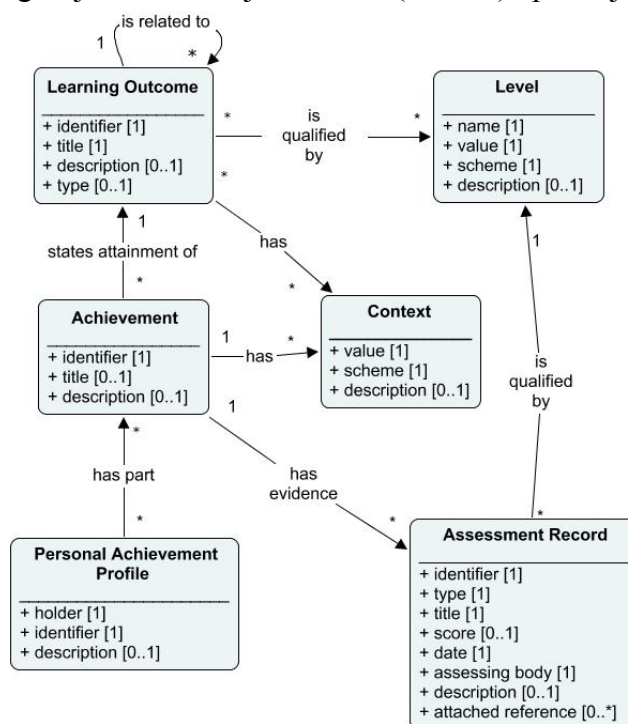 is related to
1
*
Learning Outcome
+ identifier [1]
+ title [1]
+ description [0..1]
+ type [0..1]
*
is
qualified
by
*
Level
+ name [1]
+ value [1]
+ scheme [1]
+ description [0..1]
*
has
*
1
states attainment of
*
1
Achievement
+ identifier [1]
+ title [0..1]
+ description [0..1]
1
has
*
Context
+ value [1]
+ scheme [1]
+ description [0..1]
is
qualified
by
*
1
has
evidence
*
*
has part
*
Personal Achievement
Profile
+ holder [1]
+ identifier [1]
+ description [0..1]
Assessment Record
+ identifier [1]
+ type [1]
+ title [1]
+ score [0..1]
+ date [1]
+ assessing body [1]
+ description [0..1]
+ attached reference [0..*]